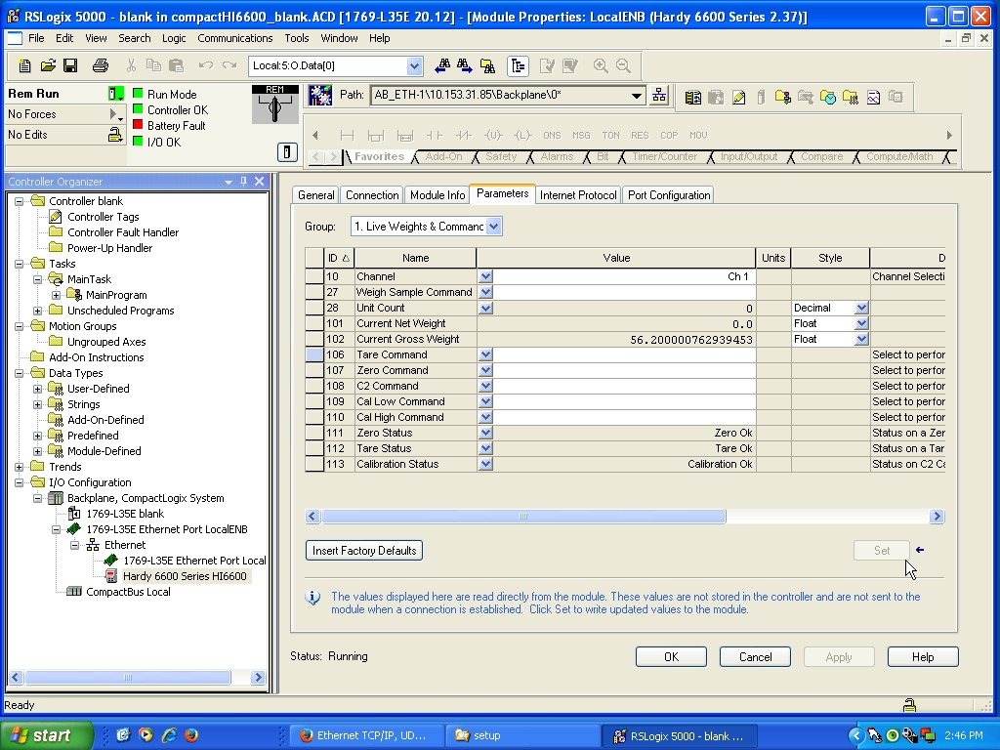 RSLogix 5000 - blank in compactHI6600_blank.ACD [1769-L35E 20.12] - [Module Properties: LocalENB (Hardy 6600 Series 2.37)]
File Edit View Search Logic Communications Tools Window Help
Local:5:O.Data[0]
Rem Run
No Forces
No Edits
Run Mode
Controller OK
Battery Fault
I/O OK
REM
Path: AB_ETH-1\10.153.31.85\Backplane\0*
-(U)- -(L)- ONS MSG TON RES COP MOV
Favorites Add-On Safety Alarms Bit Timer/Counter Input/Output Compare Compute/Math
Controller Organizer
Controller blank
Controller Tags
Controller Fault Handler
Power-Up Handler
Tasks
MainTask
MainProgram
Unscheduled Programs
Motion Groups
Ungrouped Axes
Add-On Instructions
Data Types
User-Defined
Strings
Add-On-Defined
Predefined
Module-Defined
Trends
I/O Configuration
Backplane, CompactLogix System
1769-L35E blank
1769-L35E Ethernet Port LocalENB
Ethernet
1769-L35E Ethernet Port Local
Hardy 6600 Series HI6600
CompactBus Local
General Connection Module Info Parameters Internet Protocol Port Configuration
Group: 1. Live Weights & Commanc
ID Name Value Units Style D
10 Channel Ch 1 Channel Selecti
27 Weigh Sample Command
28 Unit Count 0 Decimal
101 Current Net Weight 0.0 Float
102 Current Gross Weight 56.200000762939453 Float
106 Tare Command Select to perfor
107 Zero Command Select to perfor
108 C2 Command Select to perfor
109 Cal Low Command Select to perfor
110 Cal High Command Select to perfor
111 Zero Status Zero Ok Status on a Zer
112 Tare Status Tare Ok Status on a Tar
113 Calibration Status Calibration Ok Status on C2 Ca
Insert Factory Defaults Set
The values displayed here are read directly from the module. These values are not stored in the controller and are not sent to the
module when a connection is established. Click Set to write updated values to the module.
Status: Running OK Cancel Apply Help
Ready
start Ethernet TCP/IP, UD... setup RSLogix 5000 - blank ... 2:46 PM